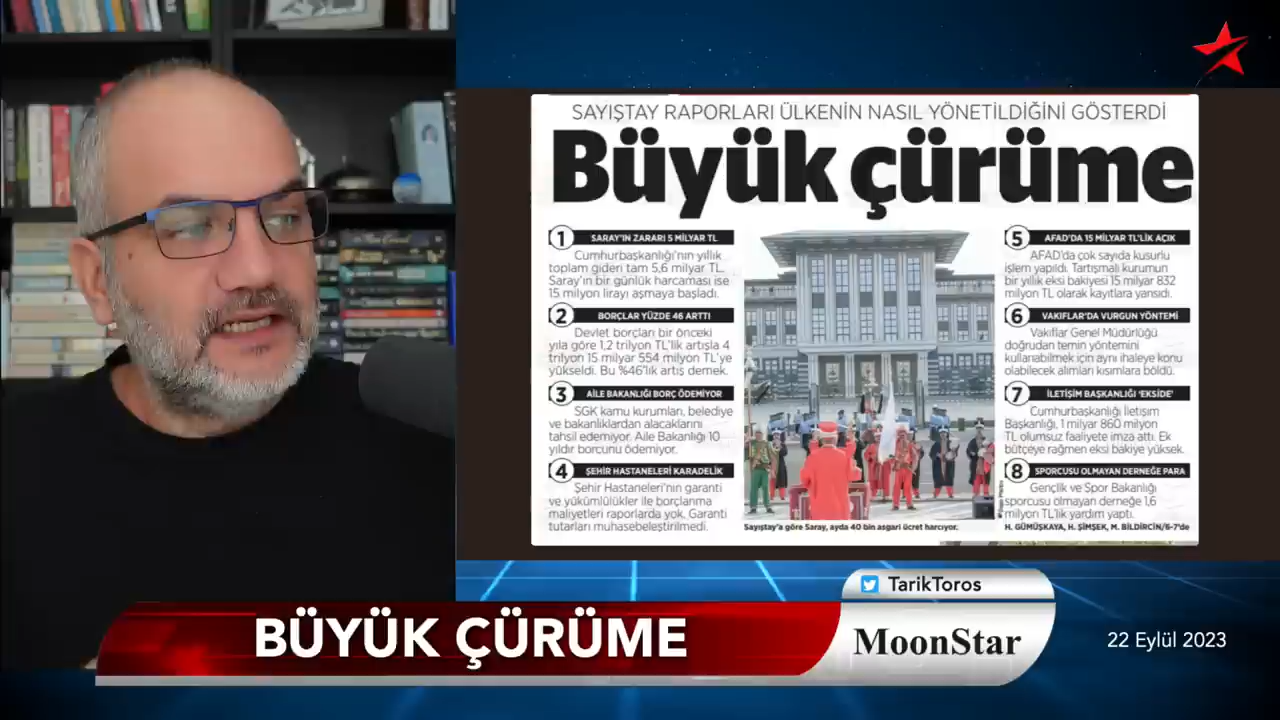 SAYIŞTAY RAPORLARI ÜLKENİN NASIL YÖNETİLDİĞİNİ GÖSTERDİ
Büyük çürüme
1 SARAY'IN ZARARI 5 MİLYAR TL
Cumhurbaşkanlığı'nın yıllık
toplam gideri tam 5,6 milyar TL.
Saray'ın bir günlük harcaması ise
15 milyon lirayı aşmaya başladı.
2 BORÇLAR YÜZDE 46 ARTTI
Devlet borçları bir önceki
yıla göre 1,2 trilyon TL'lik artışla 4
trilyon 15 milyar 554 milyon TL'ye
yükseldi. Bu %46'lık artış demek.
3 AİLE BAKANLIĞI BORÇ ÖDEMİYOR
SGK kamu kurumları, belediye
ve bakanlıklardan alacaklarını
tahsil edemiyor. Aile Bakanlığı 10
yıldır borcunu ödemiyor.
4 ŞEHİR HASTANELERİ KARADELİK
Şehir Hastaneleri'nin garanti
ve yükümlülükler ile borçlanma
maliyetleri raporlarda yok. Garanti
tutarları muhasebeleştirilmedi.
Sayıştay'a göre Saray, ayda 40 bin asgari ücret harcıyor.
5 AFAD'DA 15 MİLYAR TL'LİK AÇIK
AFAD'da çok sayıda kusurlu
işlem yapıldı. Tartışmalı kurumun
bir yıllık eksi bakiyesi 15 milyar 832
milyon TL olarak kayıtlara yansıdı.
6 VAKIFLAR'DA VURGUN YÖNTEMİ
Vakıflar Genel Müdürlüğü
doğrudan temin yöntemini
kullanabilmek için aynı ihaleye konu
olabilecek alımları kısımlara böldü.
7 İLETİŞİM BAŞKANLIĞI 'EKSİDE'
Cumhurbaşkanlığı İletişim
Başkanlığı, 1 milyar 860 milyon
TL olumsuz faaliyete imza attı. Ek
bütçeye rağmen eksi bakiye yüksek.
8 SPORCUSU OLMAYAN DERNEĞE PARA
Gençlik ve Spor Bakanlığı
sporcusu olmayan derneğe 1,6
milyon TL'lik yardım yaptı.
H. GÜMÜŞKAYA, H. ŞİMŞEK, M. BİLDİRCİN/6-7'de
TarikToros
BÜYÜK ÇÜRÜME
MoonStar
22 Eylül 2023